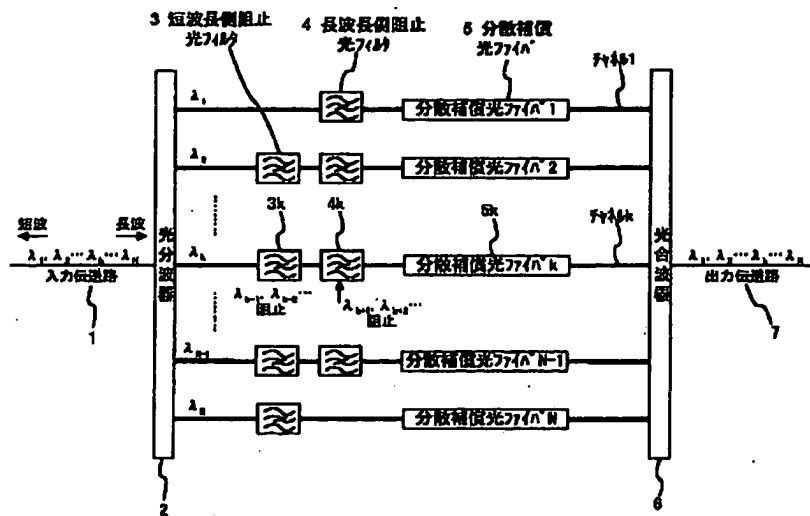 3 短波長側阻止
光フィルタ
4 長波長側阻止
光フィルタ
5 分散補償
光ファイバ
λ₁
分散補償光ファイバ1
チャネル1
λ₂
分散補償光ファイバ2
3k
4k
5k
チャネルk
短波
長波
λ₁, λ₂…λₖ…λN
入力伝送路
1
光分波器
λₖ
分散補償光ファイバk
λₖ₋₁, λₖ₋₂…
阻止
λₖ₊₁, λₖ₊₂…
阻止
光合波器
λ₁, λ₂…λₖ…λN
出力伝送路
7
λN-1
分散補償光ファイバN-1
λN
分散補償光ファイバN
2
6